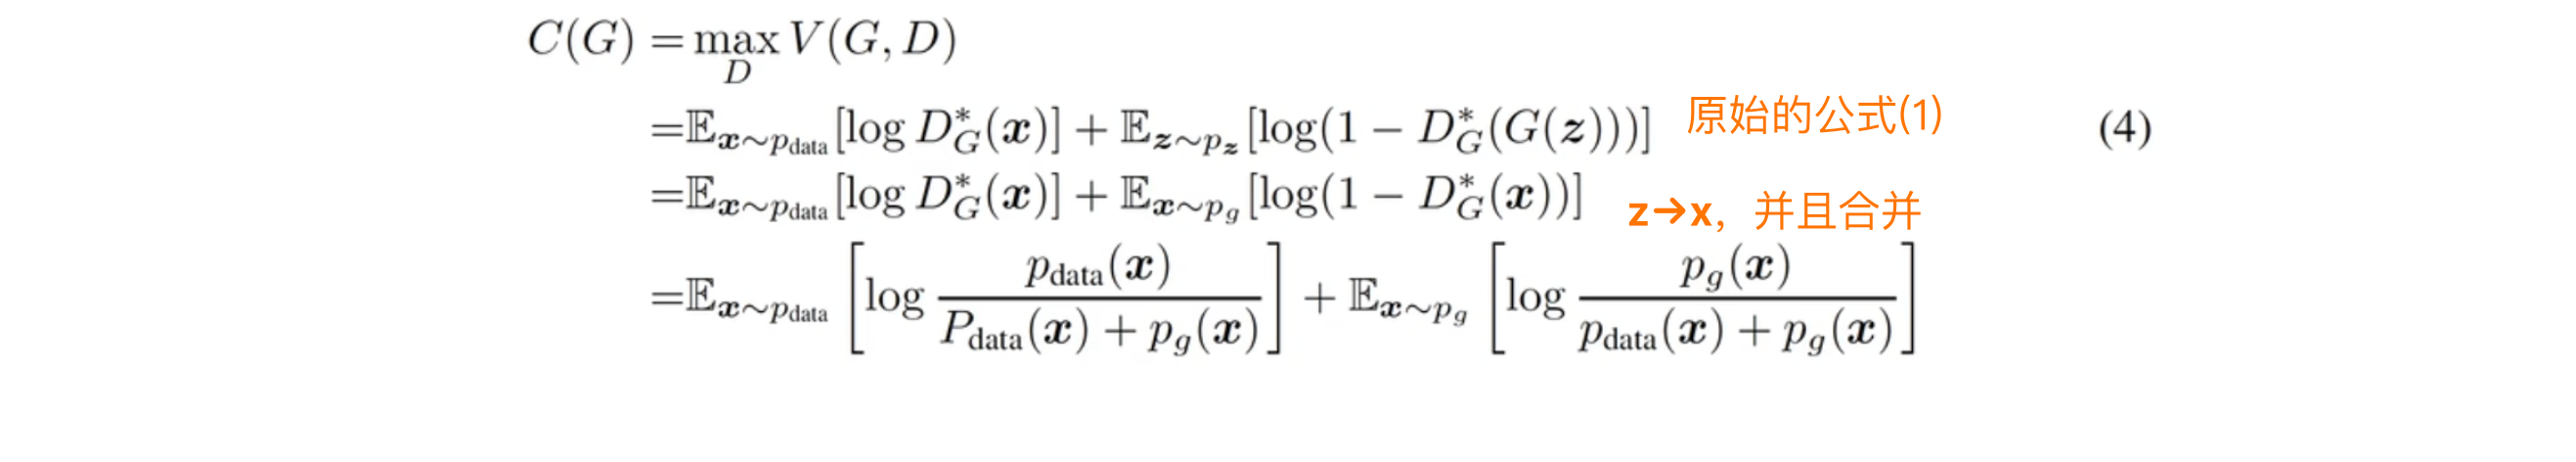 C(G) = max_D V(G, D)
=𝔼_{x∼p_data}[log D*_G(x)] + 𝔼_{z∼p_z}[log(1 − D*_G(G(z)))] 原始的公式(1) (4)
=𝔼_{x∼p_data}[log D*_G(x)] + 𝔼_{x∼p_g}[log(1 − D*_G(x))] z→x，并且合并
=𝔼_{x∼p_data} [log \frac{p_data(x)}{P_data(x) + p_g(x)}] + 𝔼_{x∼p_g} [log \frac{p_g(x)}{p_data(x) + p_g(x)}]